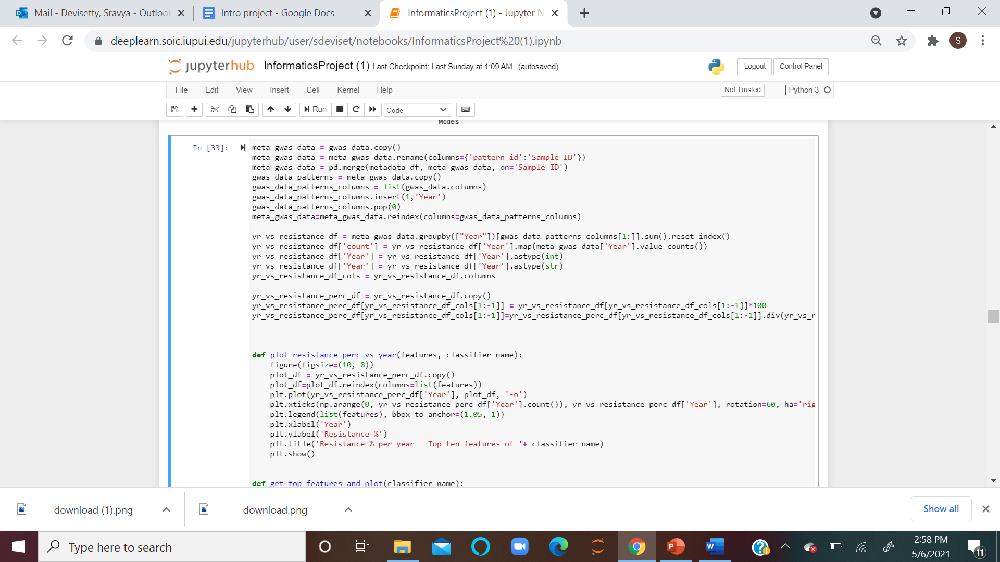 Mail - Devisetty, Sravya - Outlook
Intro project - Google Docs
InformaticsProject (1) - Jupyter N
deeplearn.soic.iupui.edu/jupyterhub/user/sdeviset/notebooks/InformaticsProject%20(1).ipynb
S
jupyterhub InformaticsProject (1) Last Checkpoint: Last Sunday at 1:09 AM (autosaved)
Logout Control Panel
File Edit View Insert Cell Kernel Help
Not Trusted Python 3
Run Code
Models
In [33]:
meta_gwas_data = gwas_data.copy()
meta_gwas_data = meta_gwas_data.rename(columns={'pattern_id':'Sample_ID'})
meta_gwas_data = pd.merge(metadata_df, meta_gwas_data, on='Sample_ID')
gwas_data_patterns = meta_gwas_data.copy()
gwas_data_patterns_columns = list(gwas_data.columns)
gwas_data_patterns_columns.insert(1,'Year')
gwas_data_patterns_columns.pop(0)
meta_gwas_data=meta_gwas_data.reindex(columns=gwas_data_patterns_columns)
yr_vs_resistance_df = meta_gwas_data.groupby(["Year"])[gwas_data_patterns_columns[1:]].sum().reset_index()
yr_vs_resistance_df['count'] = yr_vs_resistance_df['Year'].map(meta_gwas_data['Year'].value_counts())
yr_vs_resistance_df['Year'] = yr_vs_resistance_df['Year'].astype(int)
yr_vs_resistance_df['Year'] = yr_vs_resistance_df['Year'].astype(str)
yr_vs_resistance_df_cols = yr_vs_resistance_df.columns
yr_vs_resistance_perc_df = yr_vs_resistance_df.copy()
yr_vs_resistance_perc_df[yr_vs_resistance_df_cols[1:-1]] = yr_vs_resistance_df[yr_vs_resistance_df_cols[1:-1]]*100
yr_vs_resistance_perc_df[yr_vs_resistance_df_cols[1:-1]]=yr_vs_resistance_perc_df[yr_vs_resistance_df_cols[1:-1]].div(yr_vs_r
def plot_resistance_perc_vs_year(features, classifier_name):
figure(figsize=(10, 8))
plot_df = yr_vs_resistance_perc_df.copy()
plot_df=plot_df.reindex(columns=list(features))
plt.plot(yr_vs_resistance_perc_df['Year'], plot_df, '-o')
plt.xticks(np.arange(0, yr_vs_resistance_perc_df['Year'].count()), yr_vs_resistance_perc_df['Year'], rotation=60, ha='rig
plt.legend(list(features), bbox_to_anchor=(1.05, 1))
plt.xlabel('Year')
plt.ylabel('Resistance %')
plt.title('Resistance % per year - Top ten features of '+ classifier_name)
plt.show()
def get_top_features_and_plot(classifier_name):
download (1).png
download.png
Show all
Type here to search
2:58 PM
5/6/2021
11